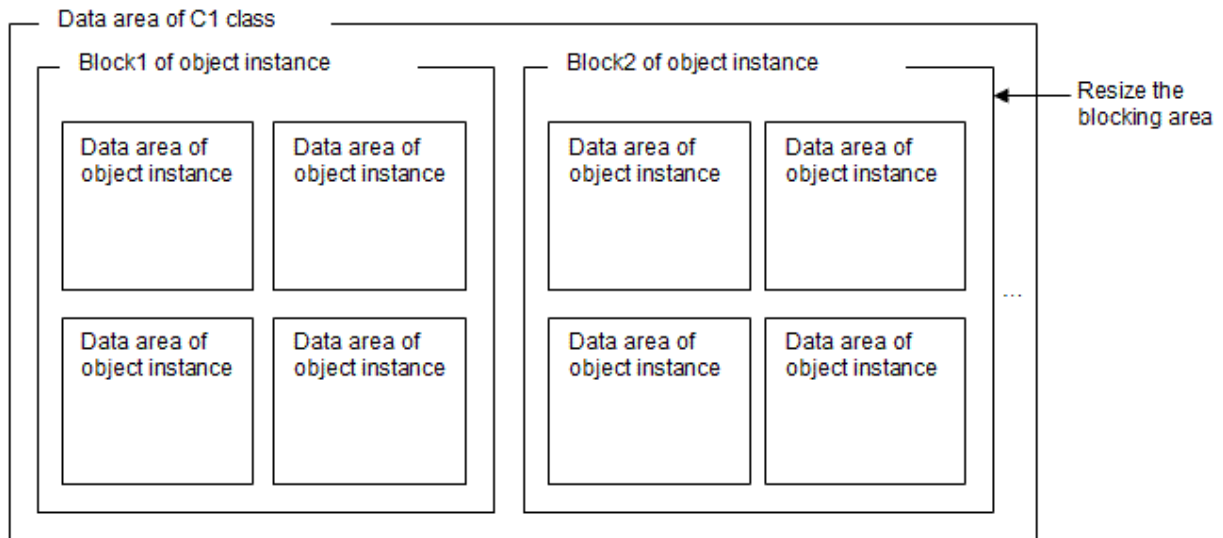 Data area of C1 class
Block1 of object instance
Block2 of object instance
Resize the
blocking area
Data area of
object instance
Data area of
object instance
Data area of
object instance
Data area of
object instance
...
Data area of
object instance
Data area of
object instance
Data area of
object instance
Data area of
object instance